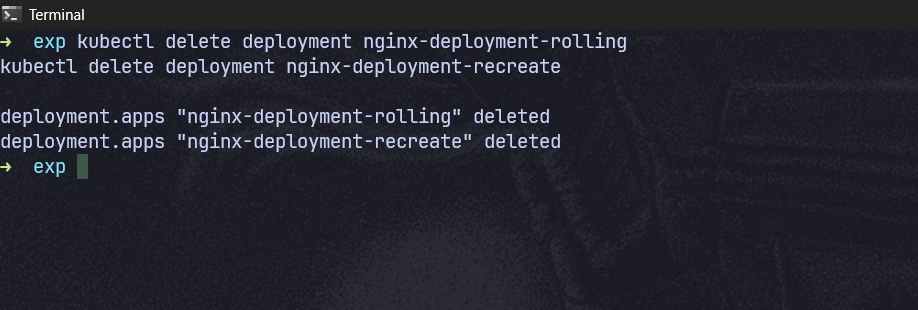 Terminal
→ exp kubectl delete deployment nginx-deployment-rolling
kubectl delete deployment nginx-deployment-recreate
deployment.apps "nginx-deployment-rolling" deleted
deployment.apps "nginx-deployment-recreate" deleted
→ exp